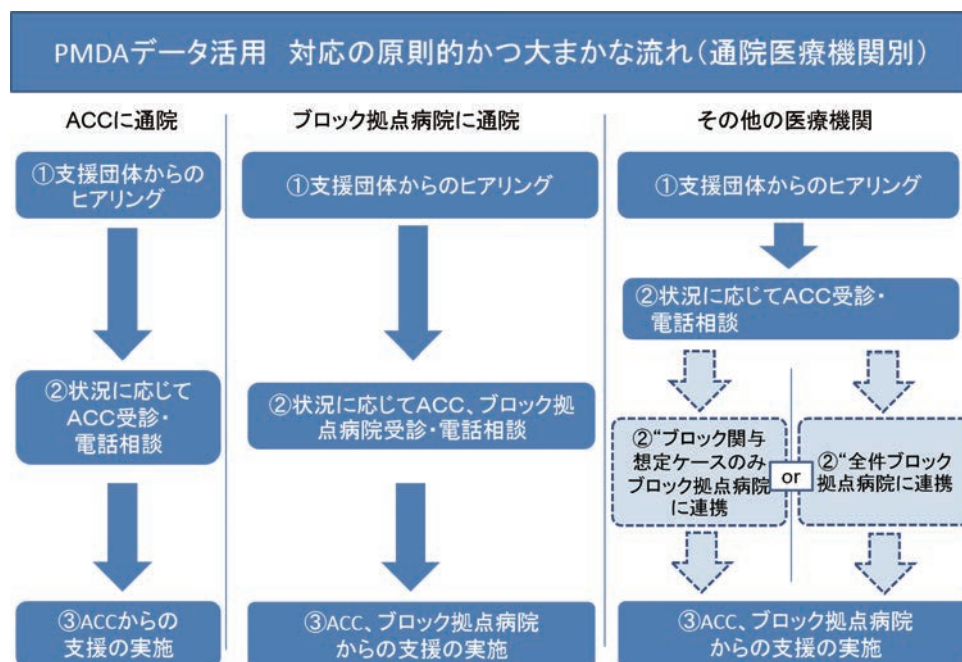 PMDAデータ活用 対応の原則的かつ大まかな流れ(通院医療機関別)
ACCに通院
①支援団体からの
ヒアリング
②状況に応じて
ACC受診・
電話相談
③ACCからの
支援の実施
ブロック拠点病院に通院
①支援団体からのヒアリング
②状況に応じてACC、ブロック拠
点病院受診・電話相談
③ACC、ブロック拠点病院
からの支援の実施
その他の医療機関
①支援団体からのヒアリング
②状況に応じてACC受診・
電話相談
②“ブロック関与
想定ケースのみ
ブロック拠点病院
に連携
or
②“全件ブロック
拠点病院に連携
③ACC、ブロック拠点病院
からの支援の実施